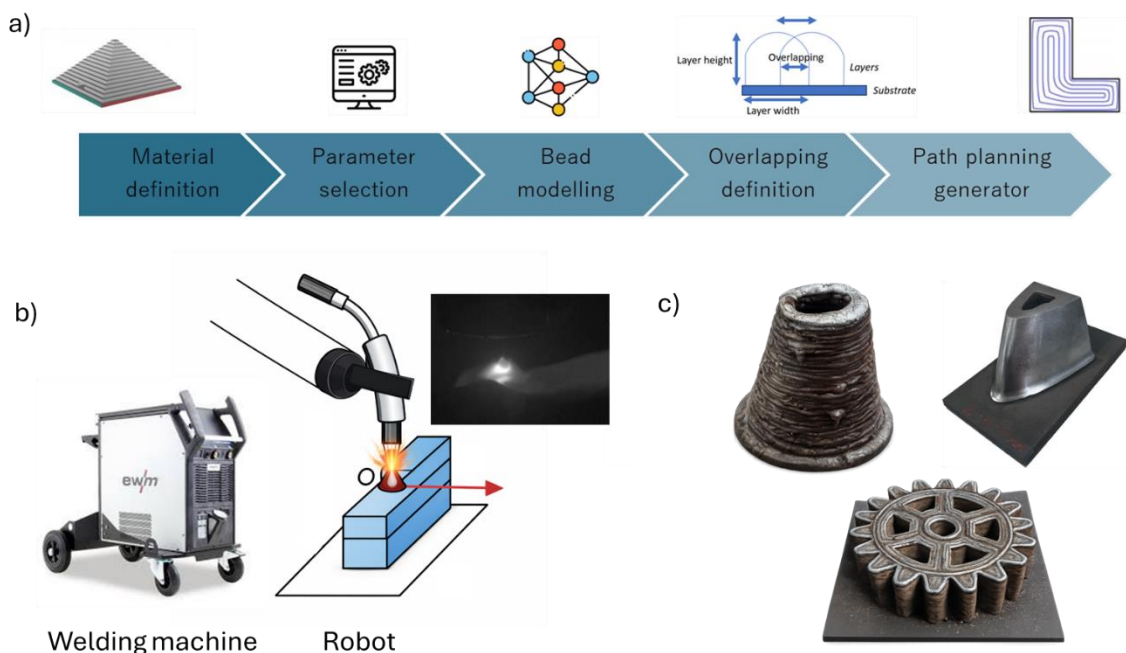 a)
Layer height
Overlapping
Layers
Substrate
Layer width
Material
definition
Parameter
selection
Bead
modelling
Overlapping
definition
Path planning
generator
b)
ewm
Welding machine
Robot
c)